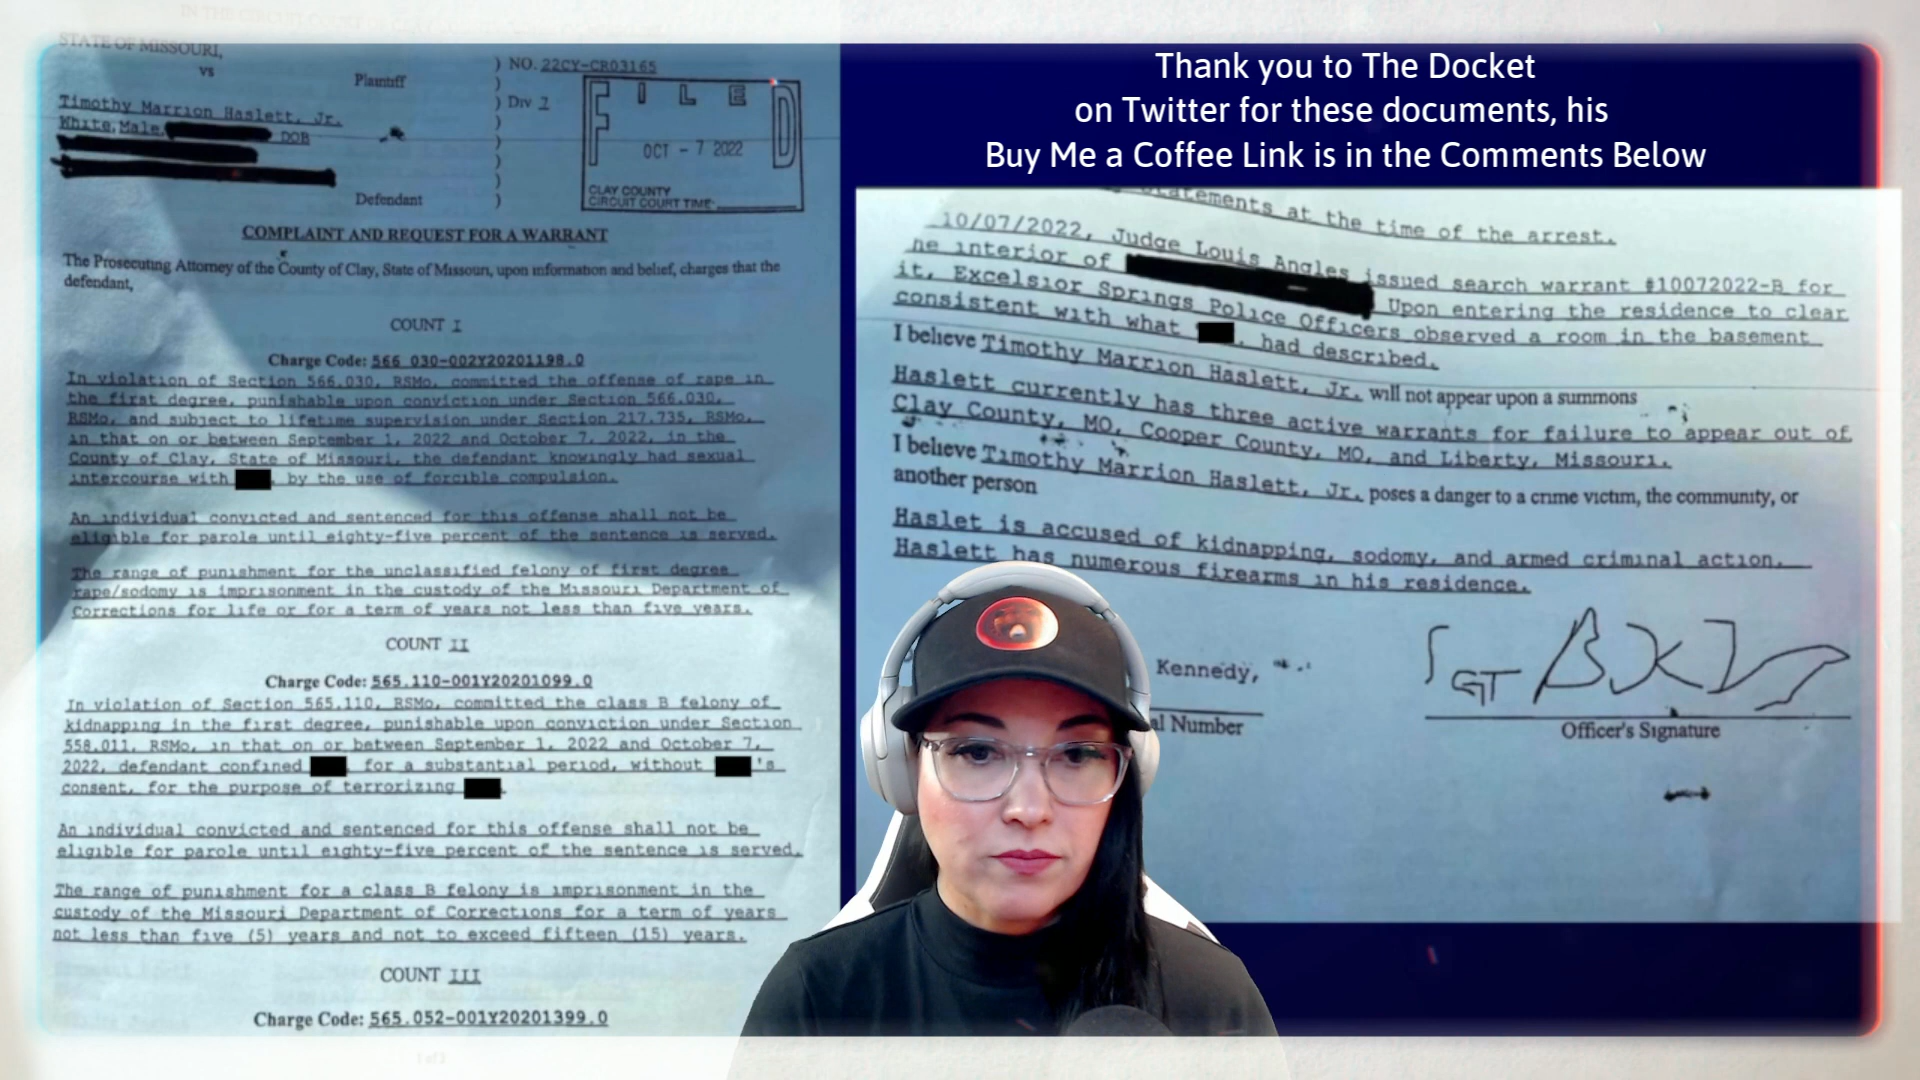 STATE OF MISSOURI,
vs
Plaintiff
Timothy Marrion Haslett, Jr.
White, Male, DOB
Defendant
) NO. 22CY-CR03165
)
) Div 7
)
)
)
)
)
FILED
OCT - 7 2022
CLAY COUNTY
CIRCUIT COURT TIME:
COMPLAINT AND REQUEST FOR A WARRANT
The Prosecuting Attorney of the County of Clay, State of Missouri, upon information and belief, charges that the
defendant,
COUNT I
Charge Code: 566 030-002Y20201198.0
In violation of Section 566.030, RSMo, committed the offense of rape in
the first degree, punishable upon conviction under Section 566.030,
RSMo, and subject to lifetime supervision under Section 217.735, RSMo,
in that on or between September 1, 2022 and October 7, 2022, in the
County of Clay, State of Missouri, the defendant knowingly had sexual
intercourse with , by the use of forcible compulsion.
An individual convicted and sentenced for this offense shall not be
eligible for parole until eighty-five percent of the sentence is served.
The range of punishment for the unclassified felony of first degree
rape/sodomy is imprisonment in the custody of the Missouri Department of
Corrections for life or for a term of years not less than five years.
COUNT II
Charge Code: 565.110-001Y20201099.0
In violation of Section 565.110, RSMo, committed the class B felony of
kidnapping in the first degree, punishable upon conviction under Section
558.011, RSMo, in that on or between September 1, 2022 and October 7,
2022, defendant confined for a substantial period, without 's
consent, for the purpose of terrorizing
An individual convicted and sentenced for this offense shall not be
eligible for parole until eighty-five percent of the sentence is served.
The range of punishment for a class B felony is imprisonment in the
custody of the Missouri Department of Corrections for a term of years
not less than five (5) years and not to exceed fifteen (15) years.
COUNT III
Charge Code: 565.052-001Y20201399.0
Thank you to The Docket
on Twitter for these documents, his
Buy Me a Coffee Link is in the Comments Below
statements at the time of the arrest.
10/07/2022, Judge Louis Angles issued search warrant #10072022-B for
he interior of Upon entering the residence to clear
it, Excelsior Springs Police Officers observed a room in the basement
consistent with what , had described.
I believe Timothy Marrion Haslett, Jr. will not appear upon a summons
Haslett currently has three active warrants for failure to appear out of
Clay County, MO, Cooper County, MO, and Liberty, Missouri.
I believe Timothy Marrion Haslett, Jr. poses a danger to a crime victim, the community, or
another person
Haslet is accused of kidnapping, sodomy, and armed criminal action.
Haslett has numerous firearms in his residence.
Kennedy,
al Number
SGT
Officer's Signature